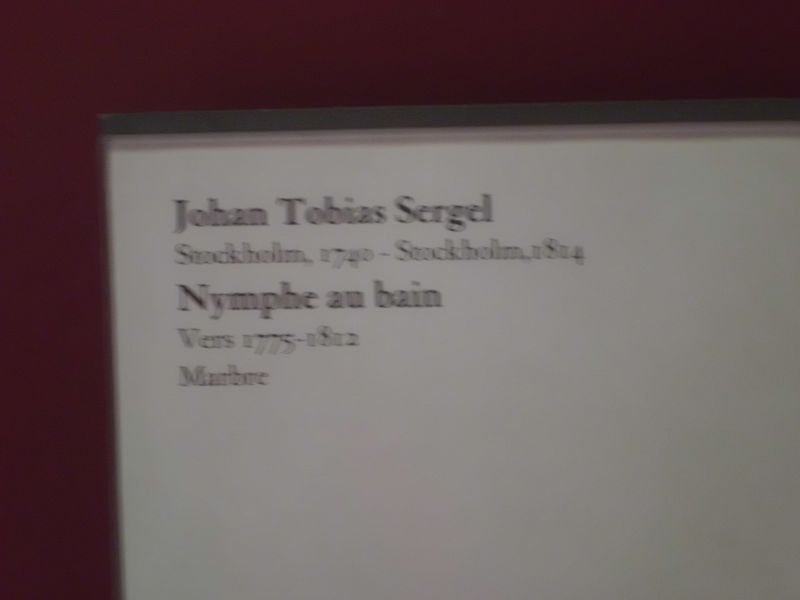 Johan Tobias Sergel
Stockholm, 1740 - Stockholm,1814
Nymphe au bain
Vers 1775-1812
Marbre